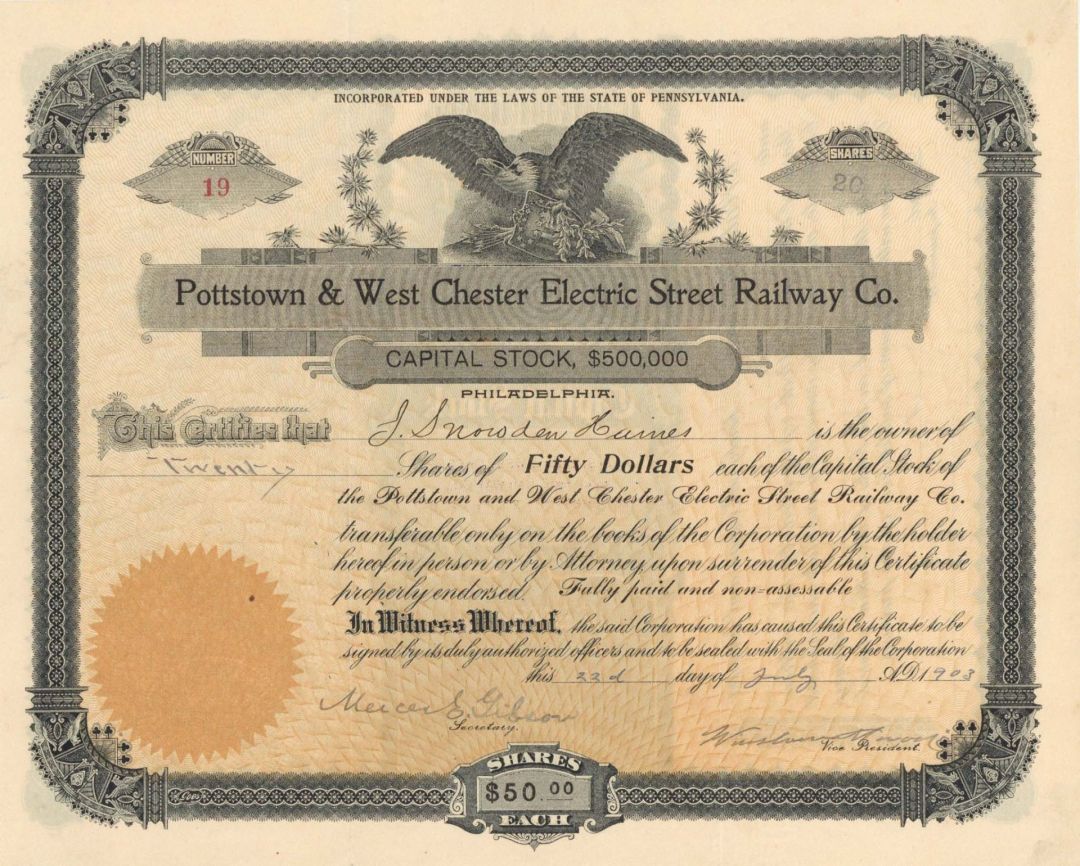 INCORPORATED UNDER THE LAWS OF THE STATE OF PENNSYLVANIA.
NUMBER
19
SHARES
20
Pottstown & West Chester Electric Street Railway Co.
CAPITAL STOCK, $500,000
PHILADELPHIA.
This Certifies that J. Snowden Haines is the owner of
Twenty Shares of Fifty Dollars each of the Capital Stock of
the Pottstown and West Chester Electric Street Railway Co.
transferable only on the books of the Corporation by the holder
hereof in person or by Attorney upon surrender of this Certificate
properly endorsed. Fully paid and non=assessable
In Witness Whereof, the said Corporation has caused this Certificate to be
signed by its duly authorized officers and to be sealed with the Seal of the Corporation
this 22d day of July A.D. 1903
Mercer E. Gibson
Secretary.
Vice President.
SHARES
$50.00
EACH